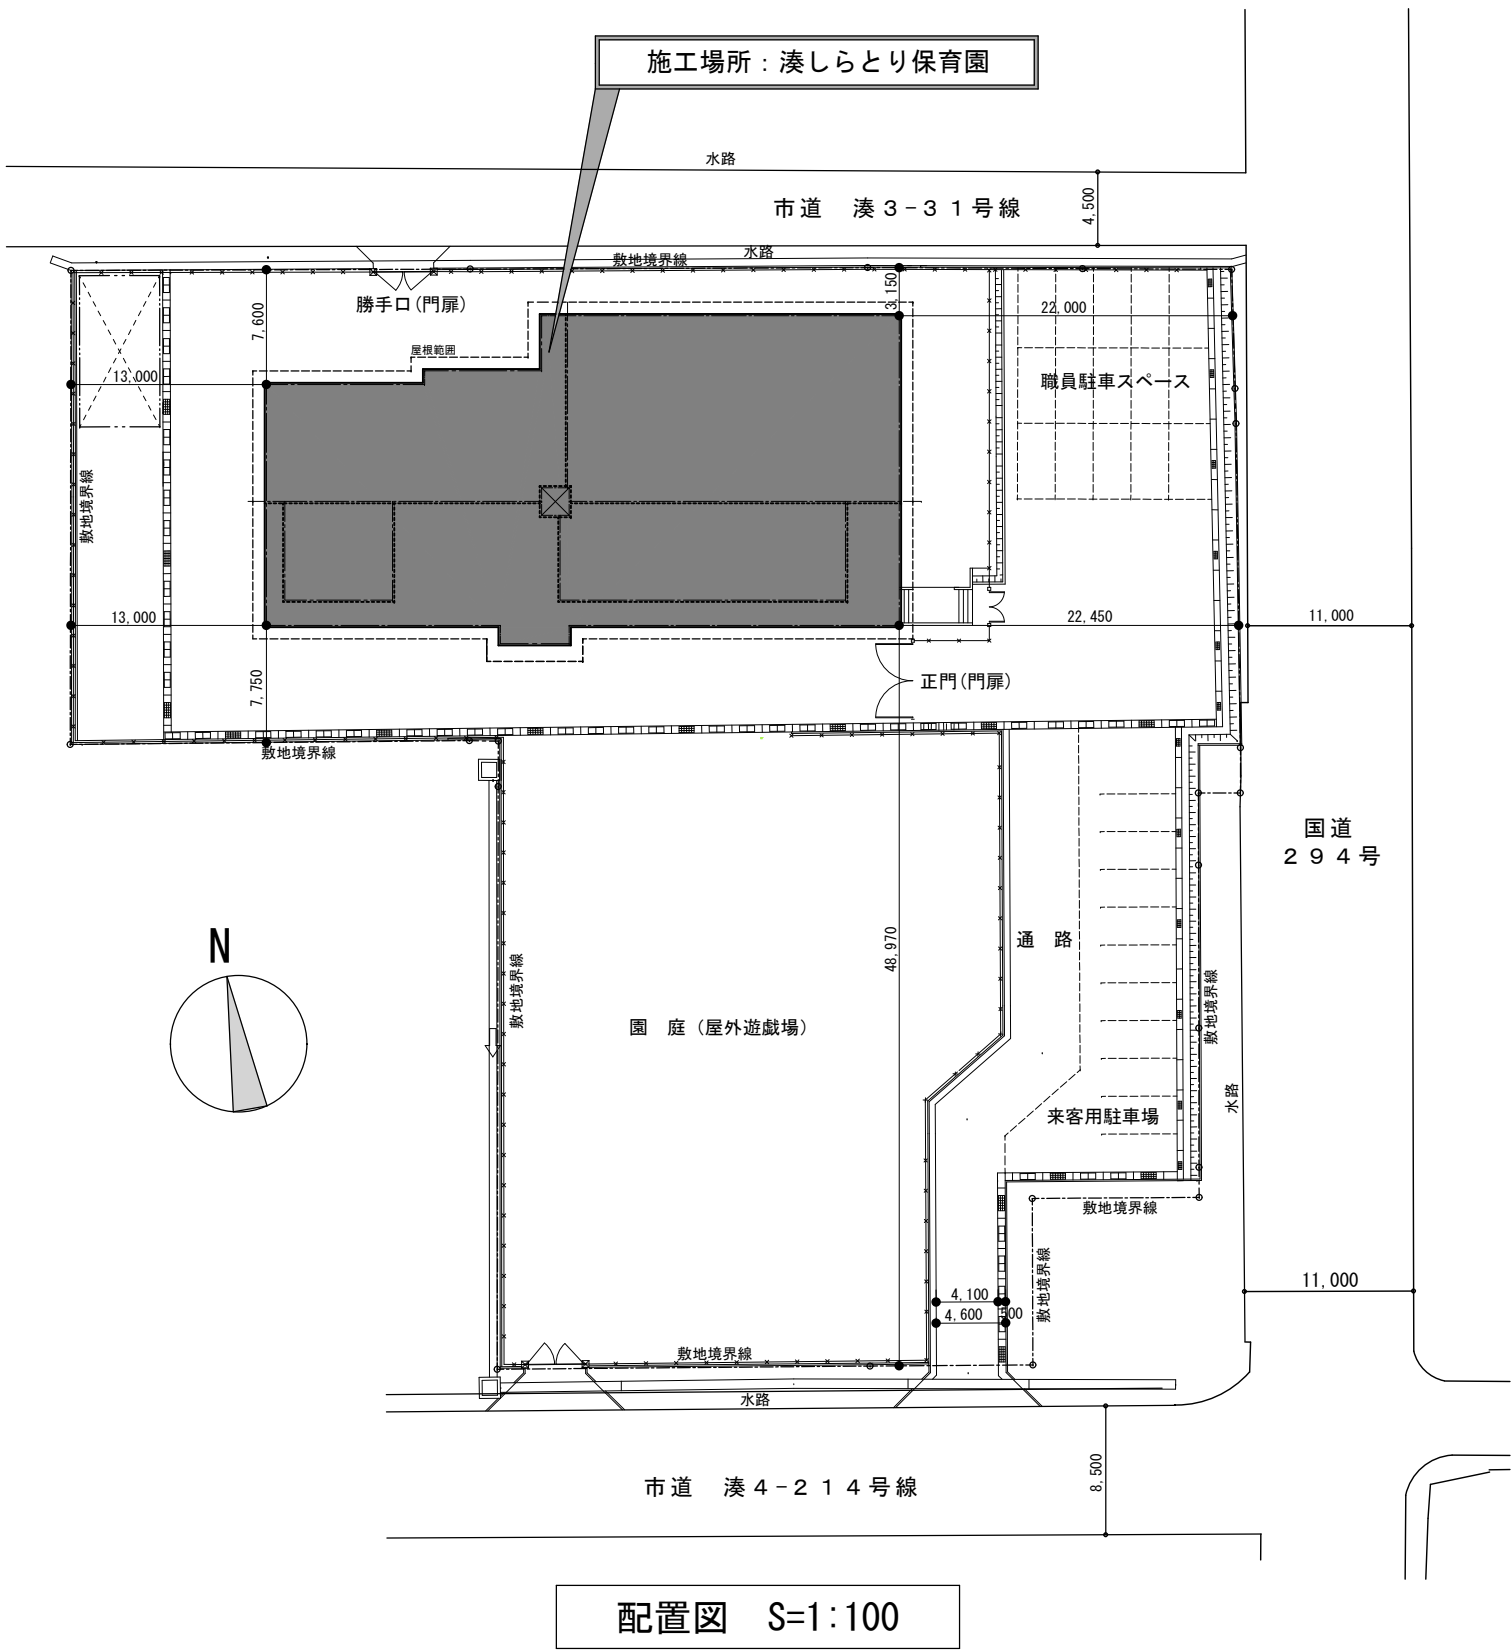 施工場所：湊しらとり保育園
水路
市道　湊３-３１号線
4,500
水路
敷地境界線
勝手口(門扉)
7,600
3,150
22,000
屋根範囲
13,000
職員駐車スペース
敷地境界線
13,000
22,450
11,000
7,750
正門(門扉)
敷地境界線
国道
２９４号
N
48,970
通　路
敷地境界線
敷地境界線
園　庭（屋外遊戯場）
水路
来客用駐車場
敷地境界線
敷地境界線
11,000
4,100
4,600
500
敷地境界線
水路
市道　湊４-２１４号線
8,500
配置図　S=1:100